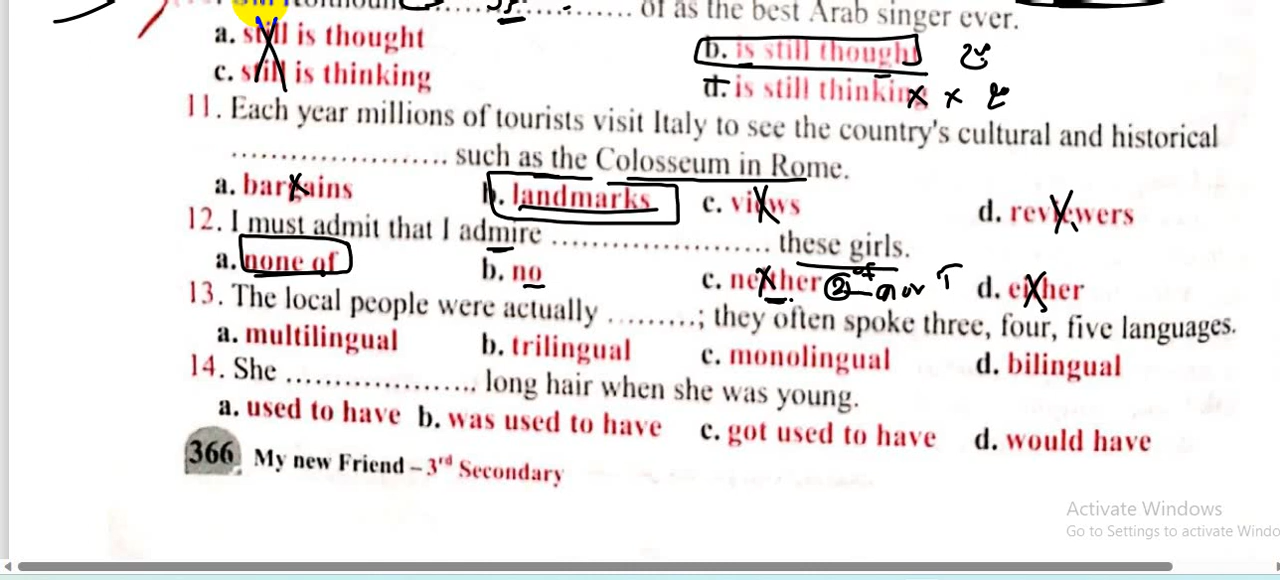 of as the best Arab singer ever.
a. still is thought b. is still thought
c. still is thinking d. is still thinking
11. Each year millions of tourists visit Italy to see the country's cultural and historical
..................... such as the Colosseum in Rome.
a. bargains b. landmarks c. views d. reviewers
12. I must admit that I admire ...................... these girls.
a. none of b. no c. neither d. either
13. The local people were actually .........; they often spoke three, four, five languages.
a. multilingual b. trilingual c. monolingual d. bilingual
14. She ................... long hair when she was young.
a. used to have b. was used to have c. got used to have d. would have
366 My new Friend – 3rd Secondary
Activate Windows
Go to Settings to activate Windo